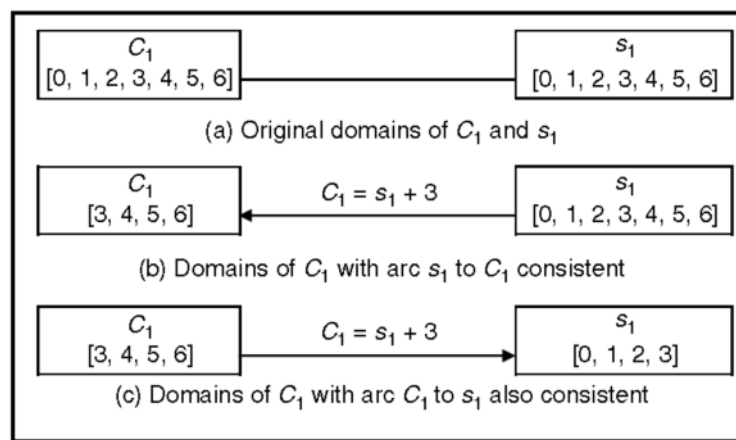 C₁ s₁
[0, 1, 2, 3, 4, 5, 6] [0, 1, 2, 3, 4, 5, 6]
(a) Original domains of C₁ and s₁
C₁ C₁ = s₁ + 3 s₁
[3, 4, 5, 6] [0, 1, 2, 3, 4, 5, 6]
(b) Domains of C₁ with arc s₁ to C₁ consistent
C₁ C₁ = s₁ + 3 s₁
[3, 4, 5, 6] [0, 1, 2, 3]
(c) Domains of C₁ with arc C₁ to s₁ also consistent